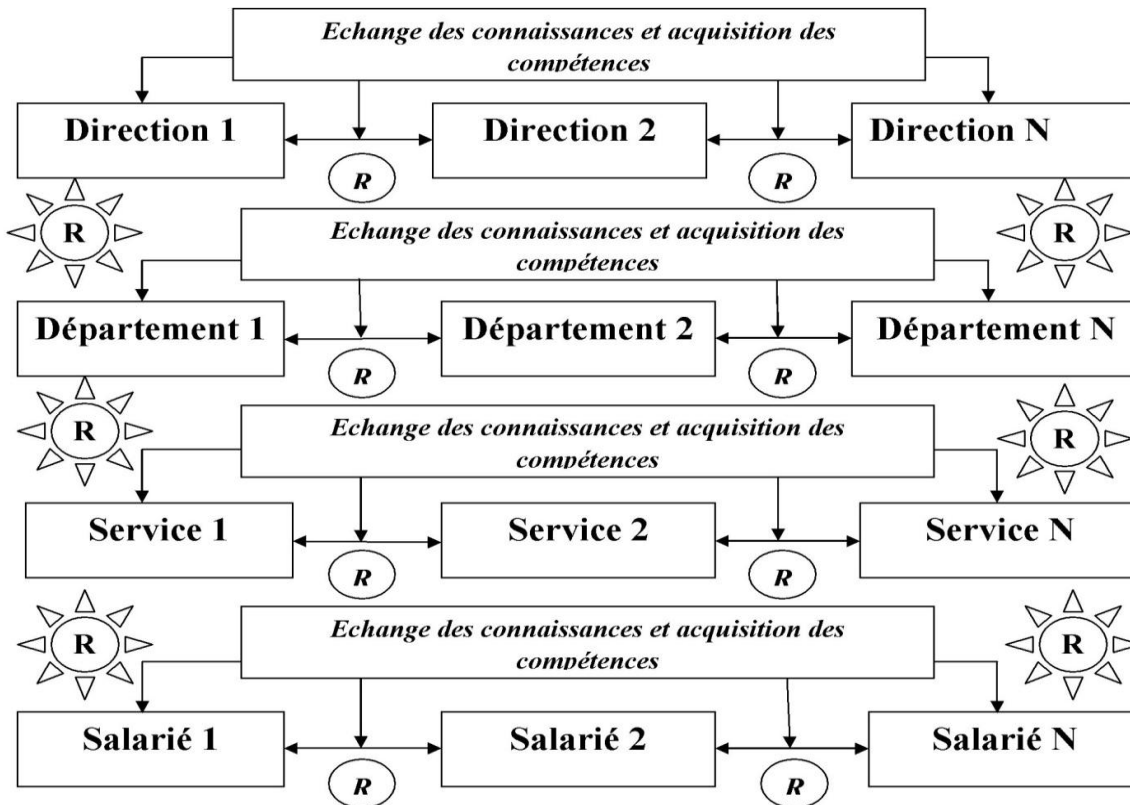 Echange des connaissances et acquisition des
compétences
Direction 1
Direction 2
Direction N
R
R
R
R
Echange des connaissances et acquisition des
compétences
Département 1
Département 2
Département N
R
R
R
R
Echange des connaissances et acquisition des
compétences
Service 1
Service 2
Service N
R
R
R
R
Echange des connaissances et acquisition des
compétences
Salarié 1
Salarié 2
Salarié N
R
R